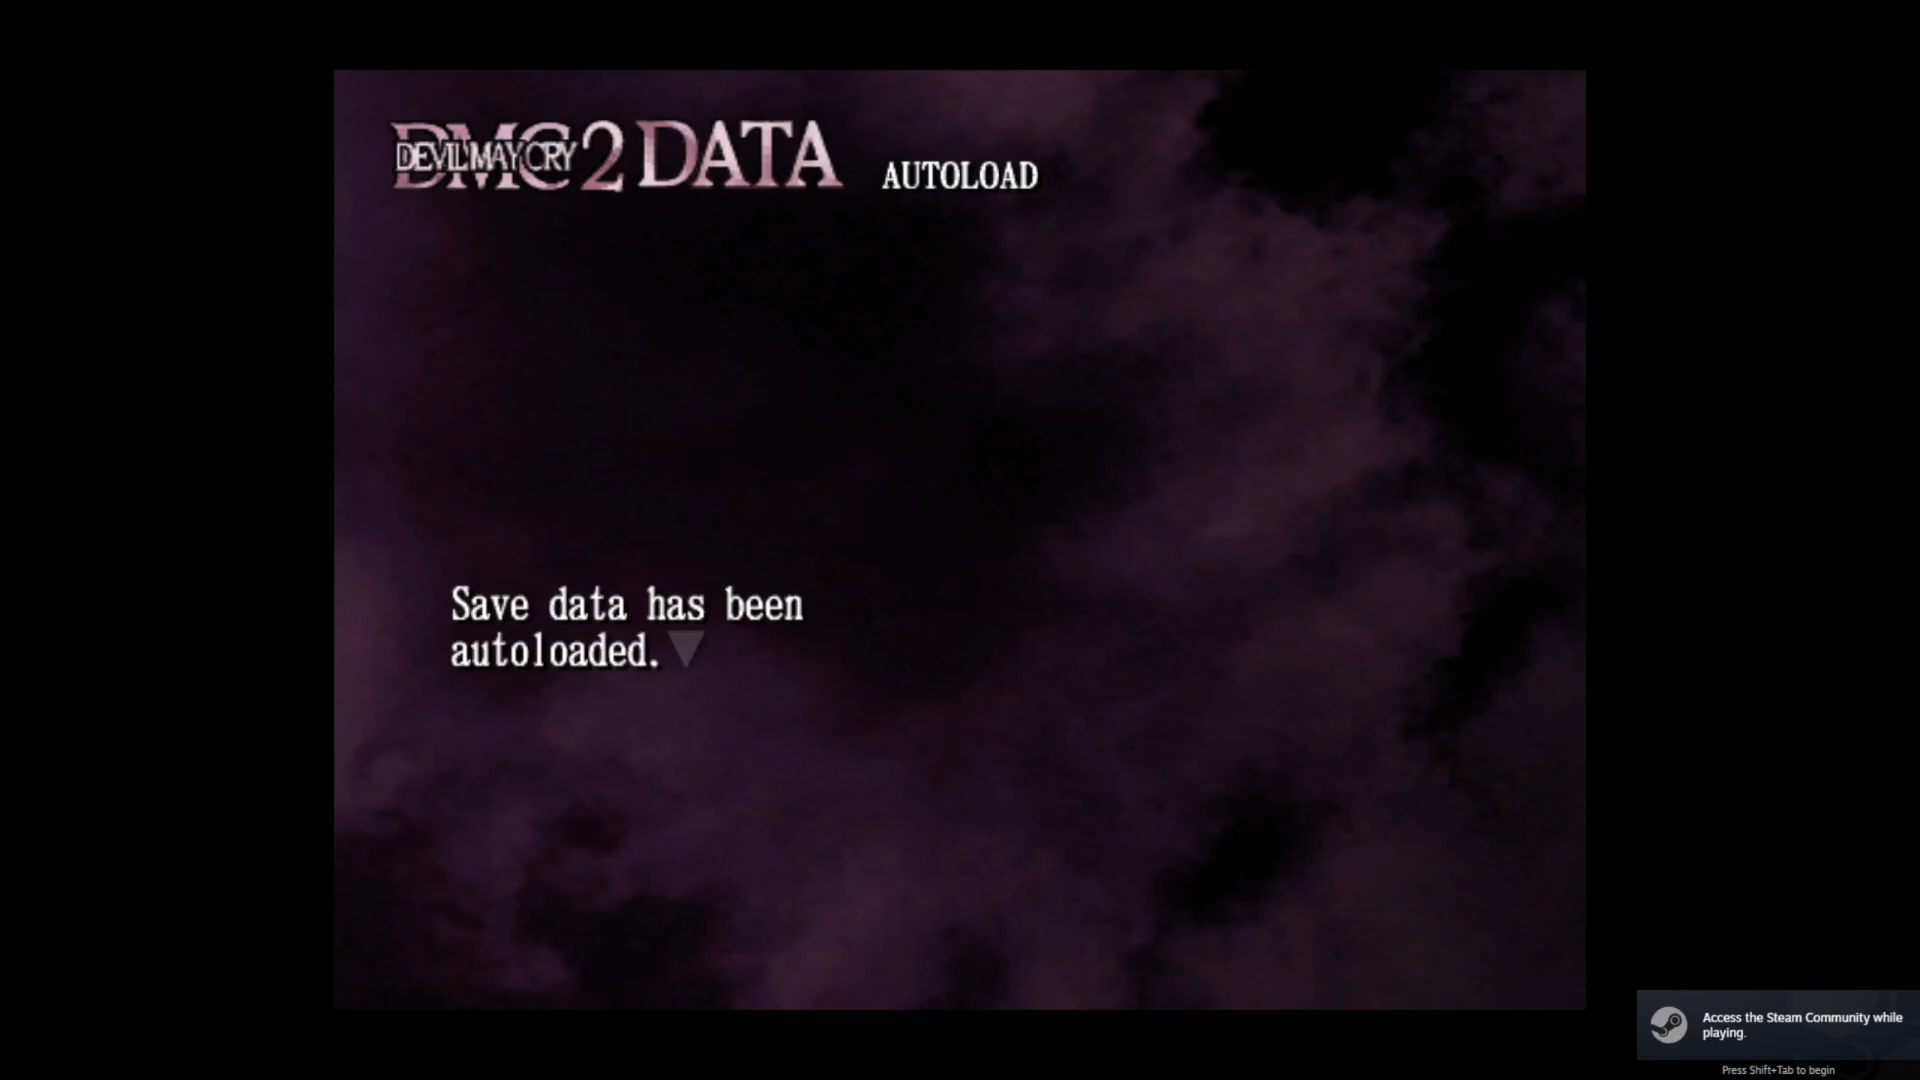 DMC DEVIL MAY CRY 2 DATA AUTOLOAD
Save data has been
autoloaded.
Access the Steam Community while
playing.
Press Shift+Tab to begin